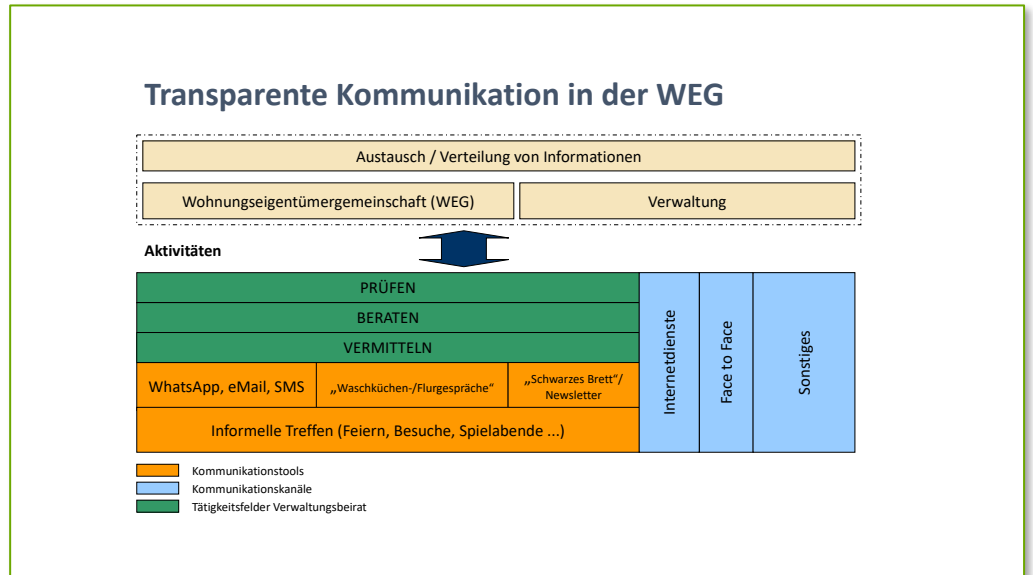 Transparente Kommunikation in der WEG
Austausch / Verteilung von Informationen
Wohnungseigentümergemeinschaft (WEG)
Verwaltung
Aktivitäten
PRÜFEN
BERATEN
VERMITTELN
WhatsApp, eMail, SMS
„Waschküchen-/Flurgespräche“
„Schwarzes Brett“/
Newsletter
Informelle Treffen (Feiern, Besuche, Spielabende ...)
Internetdienste
Face to Face
Sonstiges
Kommunikationstools
Kommunikationskanäle
Tätigkeitsfelder Verwaltungsbeirat